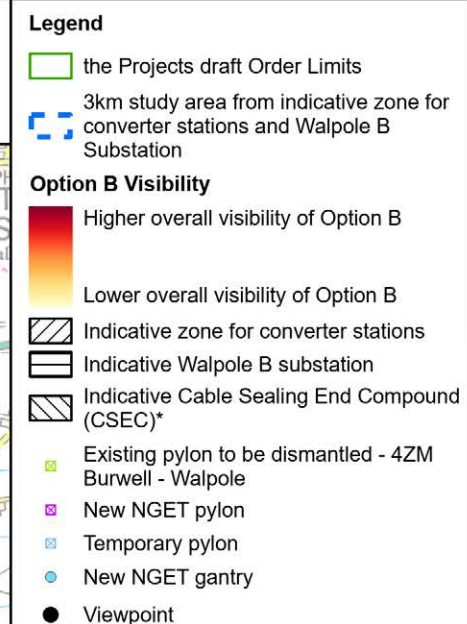 Legend
the Projects draft Order Limits
3km study area from indicative zone for
converter stations and Walpole B
Substation
Option B Visibility
Higher overall visibility of Option B
Lower overall visibility of Option B
Indicative zone for converter stations
Indicative Walpole B substation
Indicative Cable Sealing End Compound
(CSEC)*
Existing pylon to be dismantled - 4ZM
Burwell - Walpole
New NGET pylon
Temporary pylon
New NGET gantry
Viewpoint